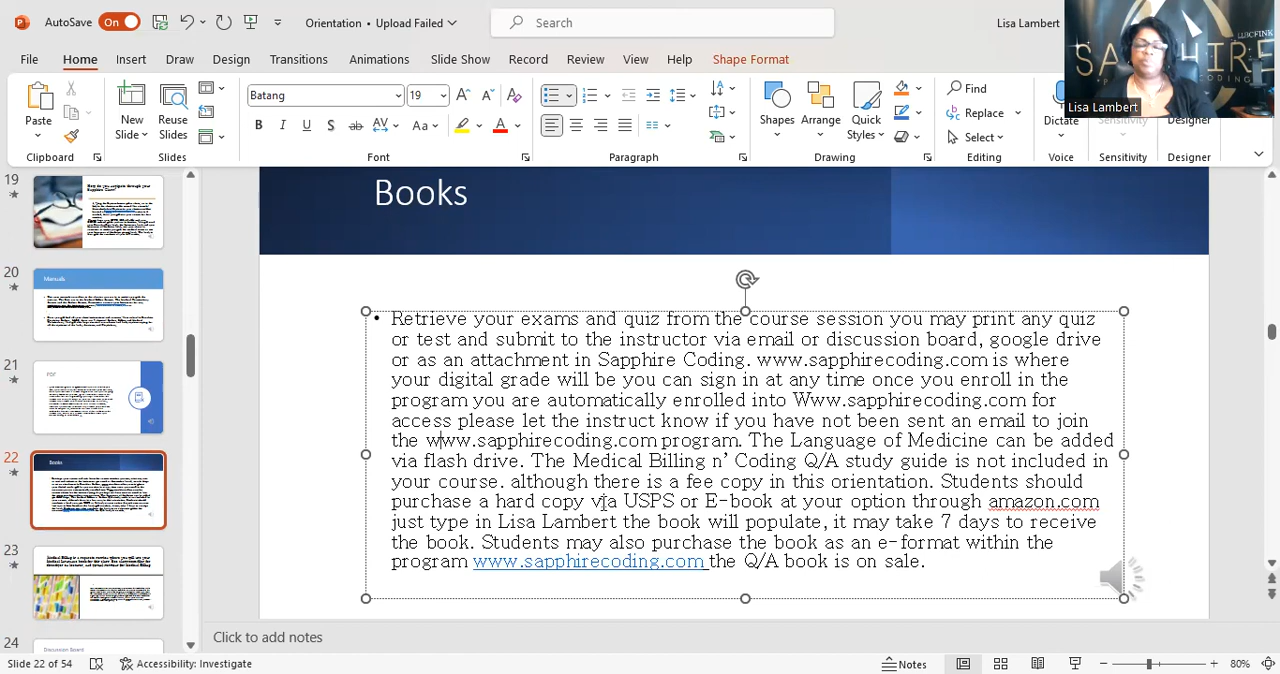 AutoSave On Orientation • Upload Failed Search Lisa Lambert
File Home Insert Draw Design Transitions Animations Slide Show Record Review View Help Shape Format
Lisa Lambert
Paste New Slide Reuse Slides Batang 19 Shapes Arrange Quick Styles Find Replace Select Dictate Sensitivity Designer
Clipboard Slides Font Paragraph Drawing Editing Voice Sensitivity Designer
19
20
Manuals
21
PDF
22
Books
23
24
Discussion Board
Books
• Retrieve your exams and quiz from the course session you may print any quiz
or test and submit to the instructor via email or discussion board, google drive
or as an attachment in Sapphire Coding. www.sapphirecoding.com is where
your digital grade will be you can sign in at any time once you enroll in the
program you are automatically enrolled into Www.sapphirecoding.com for
access please let the instruct know if you have not been sent an email to join
the www.sapphirecoding.com program. The Language of Medicine can be added
via flash drive. The Medical Billing n' Coding Q/A study guide is not included in
your course. although there is a fee copy in this orientation. Students should
purchase a hard copy via USPS or E-book at your option through amazon.com
just type in Lisa Lambert the book will populate, it may take 7 days to receive
the book. Students may also purchase the book as an e-format within the
program www.sapphirecoding.com the Q/A book is on sale.
Click to add notes
Slide 22 of 54 Accessibility: Investigate Notes 80%